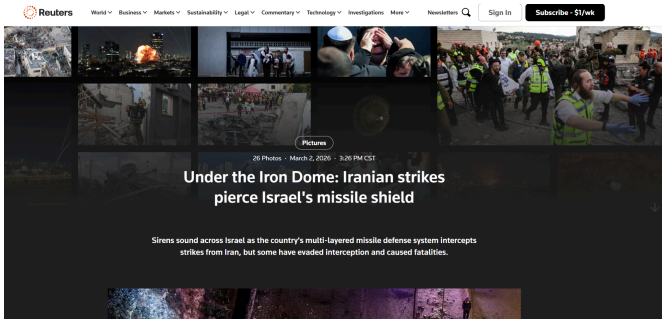 Reuters
World Business Markets Sustainability Legal Commentary Technology Investigations More Newsletters Sign In Subscribe - $1/wk
Pictures
26 Photos · March 2, 2026 · 3:26 PM CST
Under the Iron Dome: Iranian strikes
pierce Israel's missile shield
Sirens sound across Israel as the country's multi-layered missile defense system intercepts
strikes from Iran, but some have evaded interception and caused fatalities.